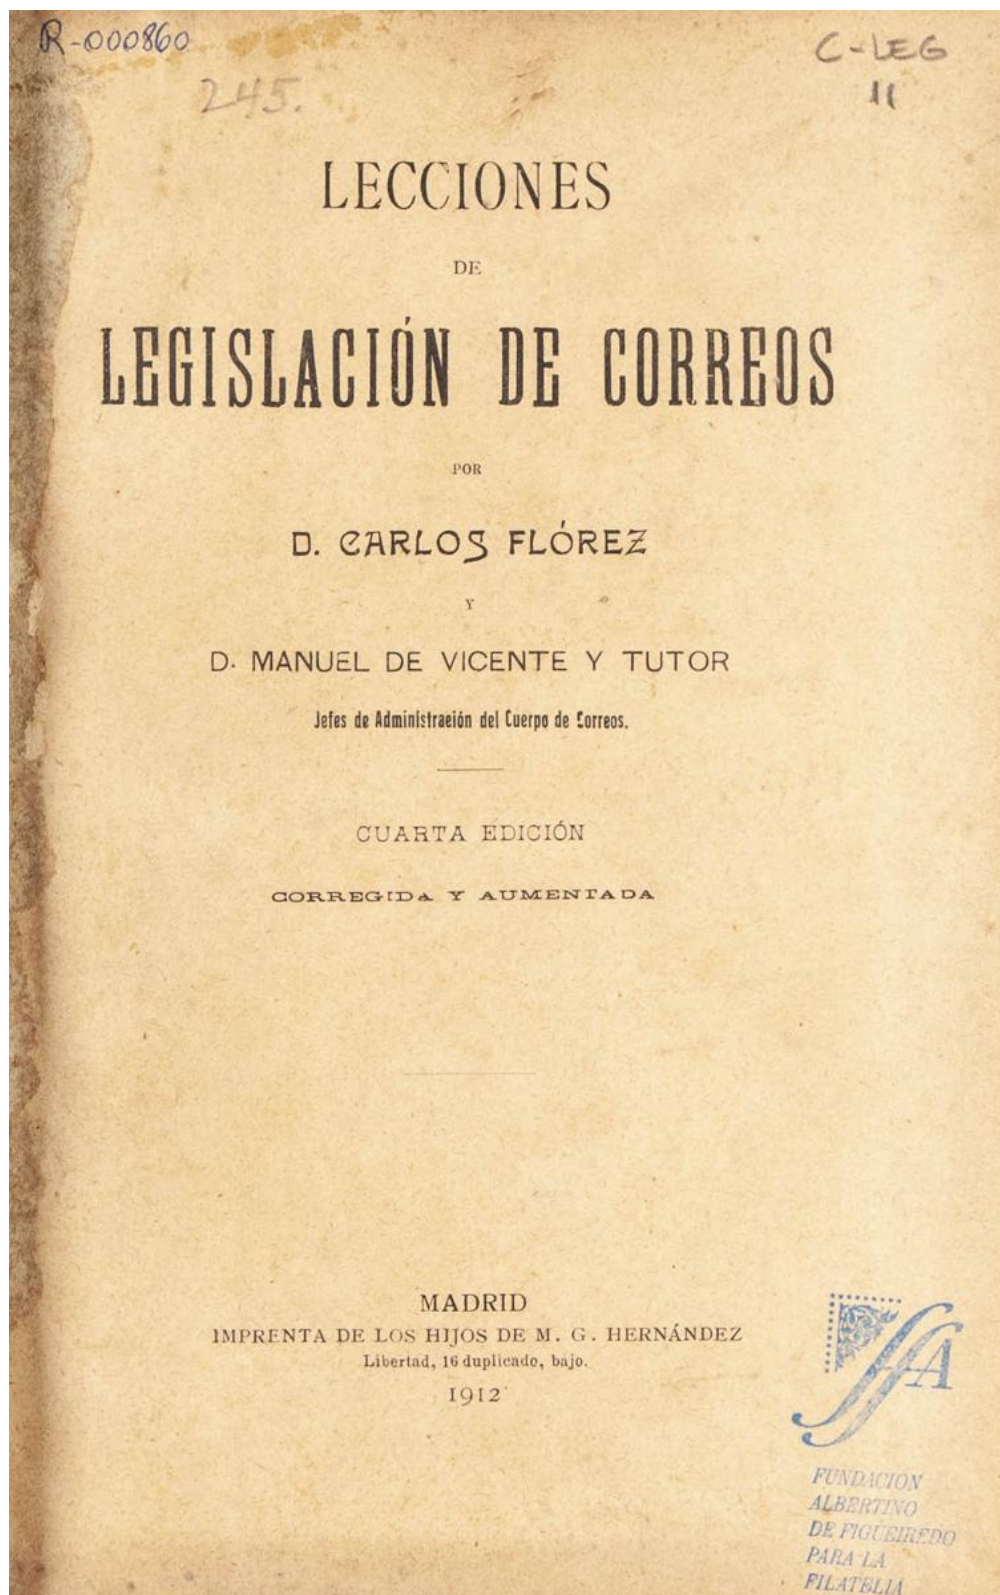 R-000860
C-LEG
11
245.
LECCIONES
DE
LEGISLACIÓN DE CORREOS
POR
D. CARLOS FLÓREZ
Y
D. MANUEL DE VICENTE Y TUTOR
Jefes de Administraeión del Cuerpo de Correos.
CUARTA EDICIÓN
CORREGIDA Y AUMENTADA
MADRID
IMPRENTA DE LOS HIJOS DE M. G. HERNÁNDEZ
Libertad, 16 duplicado, bajo.
1912
FFA
FUNDACION
ALBERTINO
DE FIGUEIREDO
PARA LA
FILATELIA